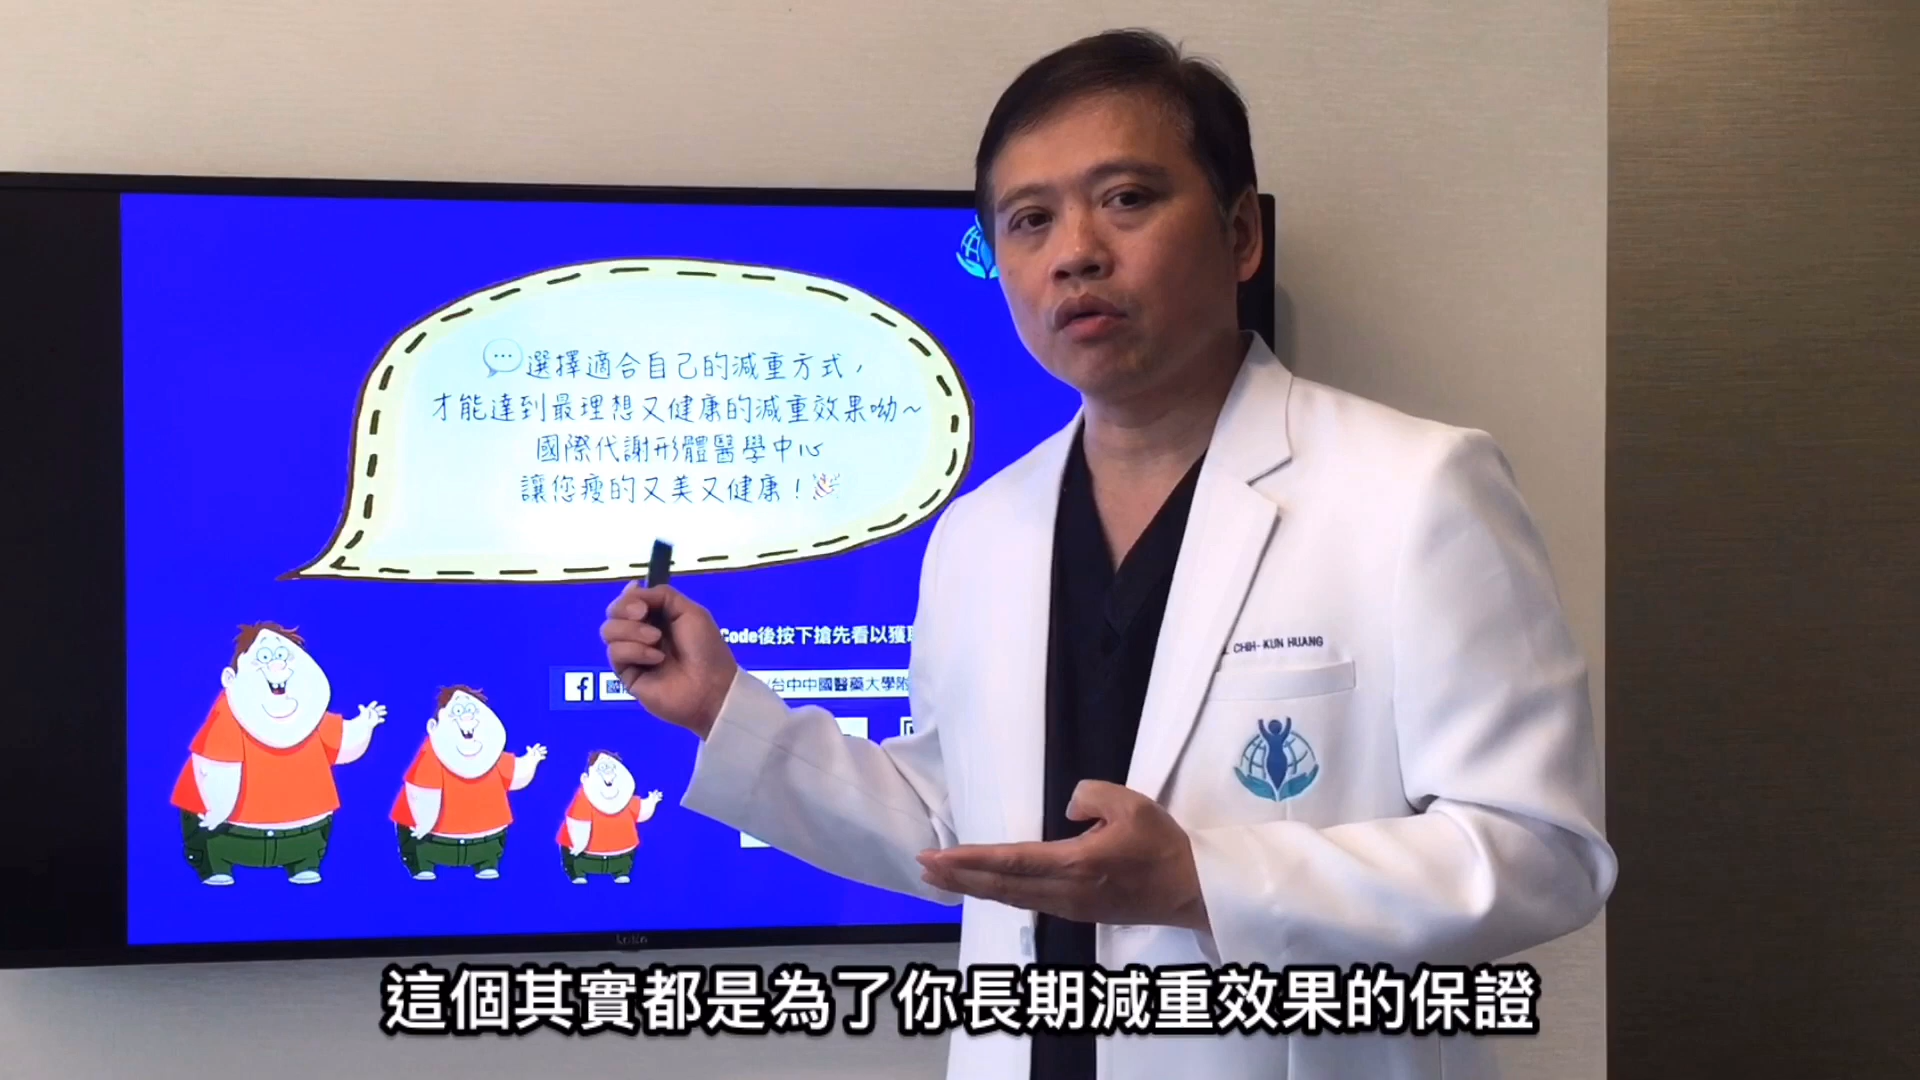 選擇適合自己的減重方式，
才能達到最理想又健康的減重效果呦~
國際代謝形體醫學中心
讓您瘦的又美又健康！
Code後按下搶先看以獲
台中中國醫藥大學附
CHIH-KUN HUANG
這個其實都是為了你長期減重效果的保證